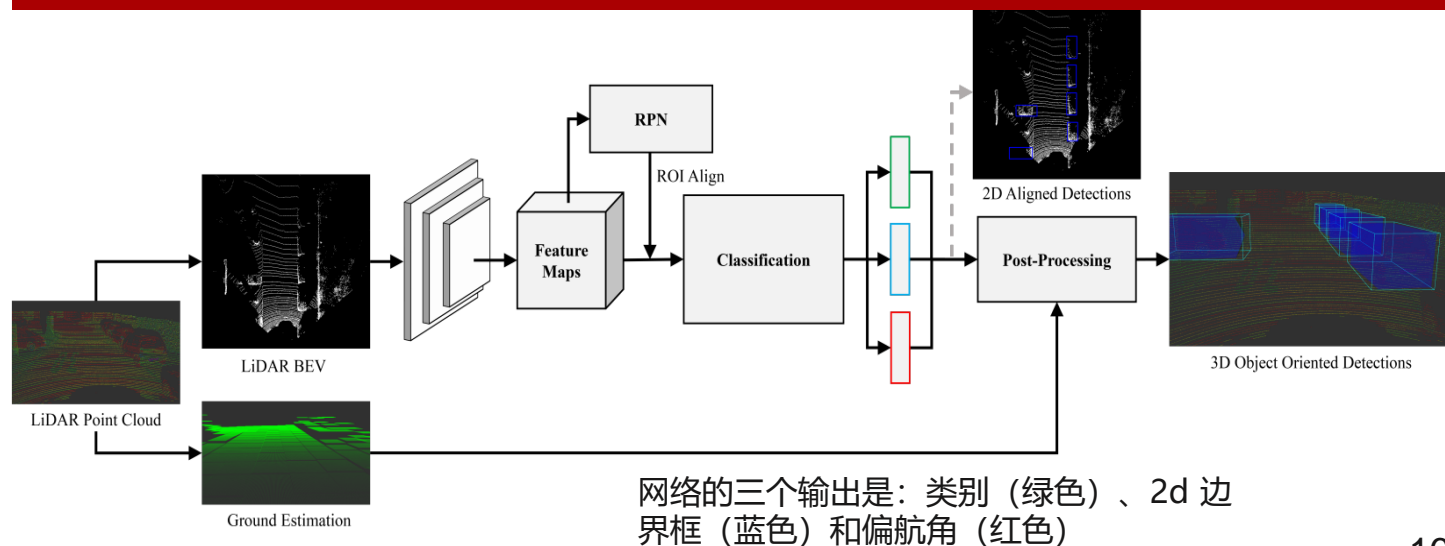 RPN
ROI Align
2D Aligned Detections
Feature
Maps
Classification
Post-Processing
LiDAR BEV
3D Object Oriented Detections
LiDAR Point Cloud
Ground Estimation
网络的三个输出是：类别（绿色）、2d 边
界框（蓝色）和偏航角（红色）